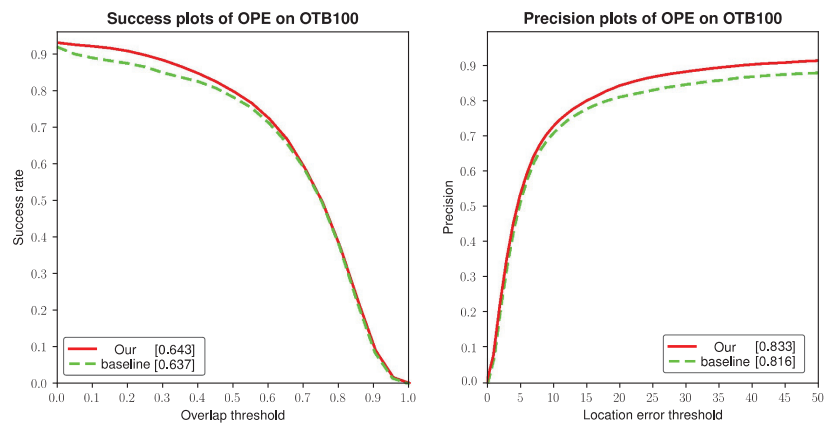 Success plots of OPE on OTB100
Success rate
0.9
0.8
0.7
0.6
0.5
0.4
0.3
0.2
0.1
0.0
Our [0.643]
baseline [0.637]
0.0 0.1 0.2 0.3 0.4 0.5 0.6 0.7 0.8 0.9 1.0
Overlap threshold
Precision plots of OPE on OTB100
Precision
0.9
0.8
0.7
0.6
0.5
0.4
0.3
0.2
0.1
0.0
Our [0.833]
baseline [0.816]
0 5 10 15 20 25 30 35 40 45 50
Location error threshold